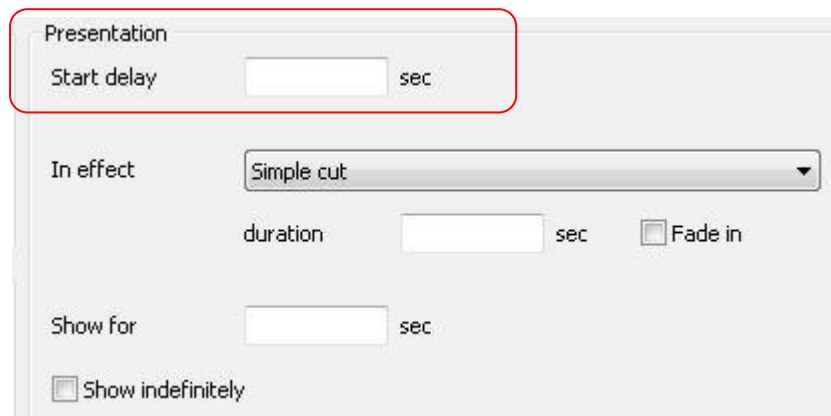 Presentation
Start delay sec
In effect Simple cut
duration sec Fade in
Show for sec
Show indefinitely